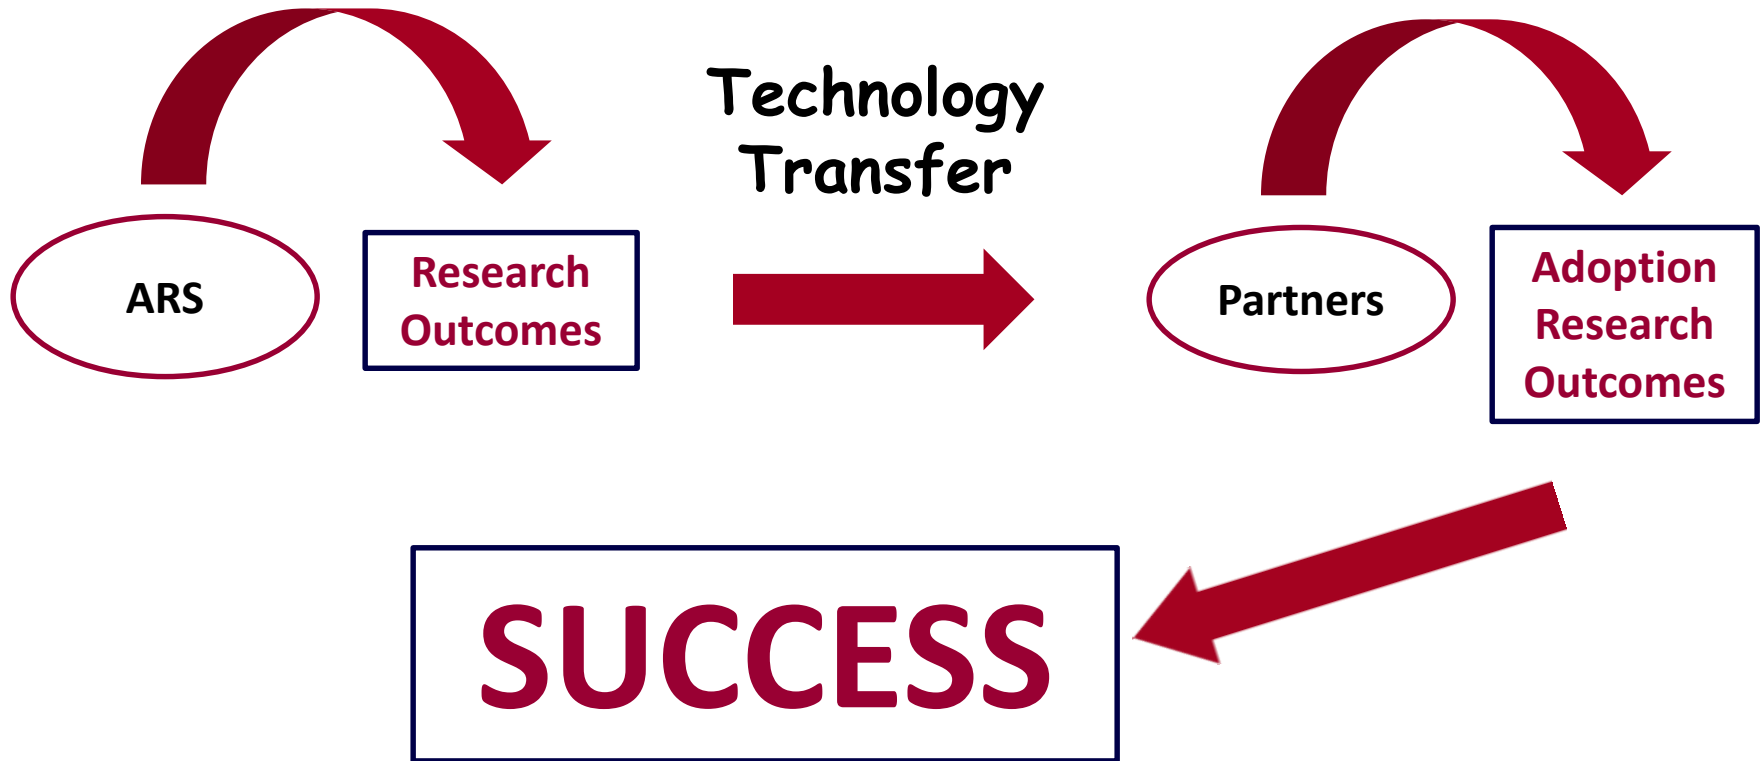 Technology
Transfer
ARS
Research
Outcomes
Partners
Adoption
Research
Outcomes
SUCCESS